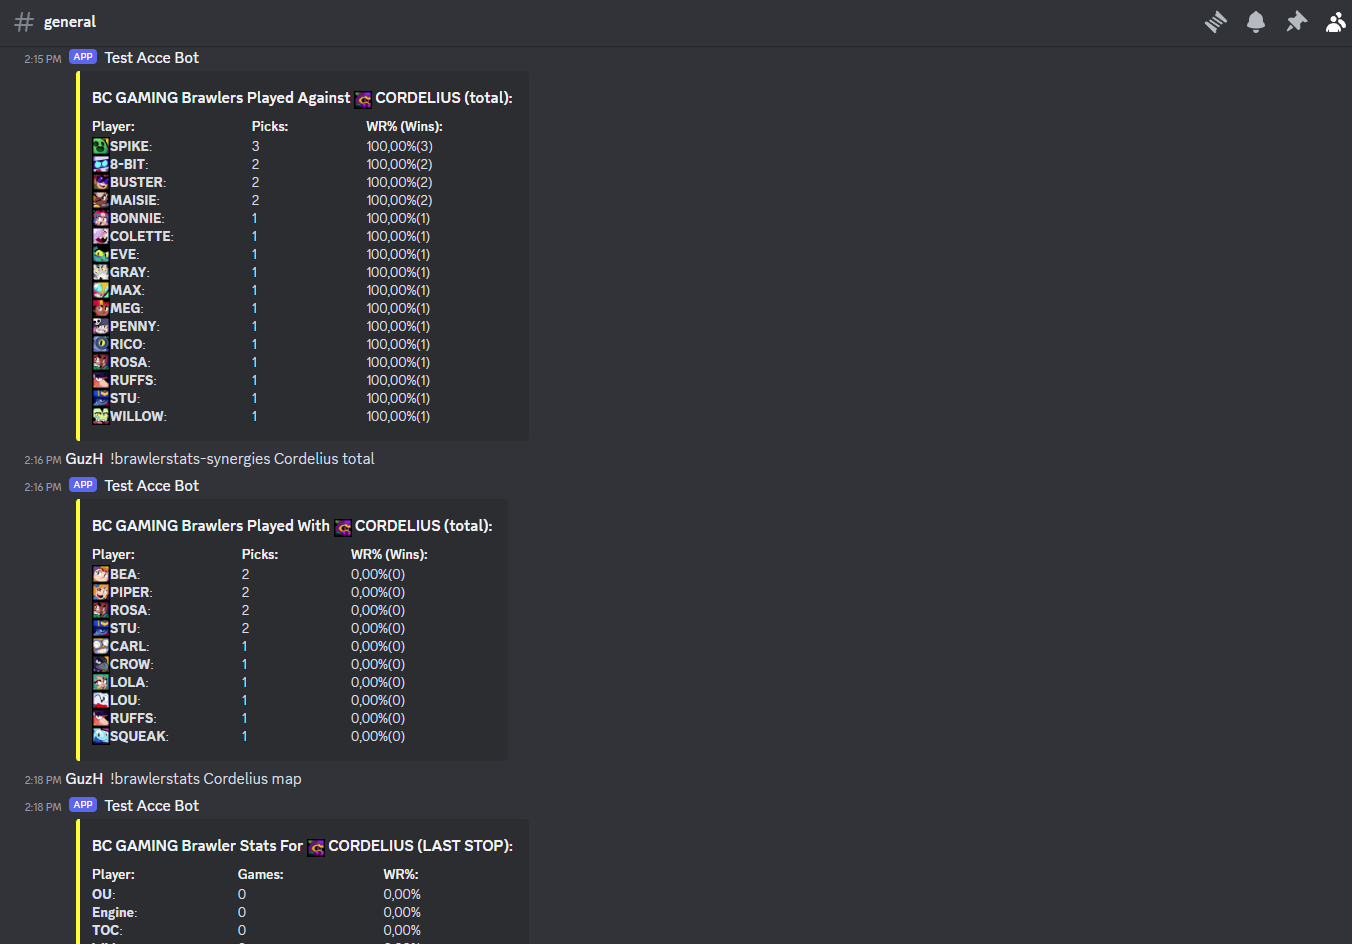 general
2:15 PM APP Test Acce Bot
BC GAMING Brawlers Played Against CORDELIUS (total):
Player: Picks: WR% (Wins):
SPIKE: 3 100,00%(3)
8-BIT: 2 100,00%(2)
BUSTER: 2 100,00%(2)
MAISIE: 2 100,00%(2)
BONNIE: 1 100,00%(1)
COLETTE: 1 100,00%(1)
EVE: 1 100,00%(1)
GRAY: 1 100,00%(1)
MAX: 1 100,00%(1)
MEG: 1 100,00%(1)
PENNY: 1 100,00%(1)
RICO: 1 100,00%(1)
ROSA: 1 100,00%(1)
RUFFS: 1 100,00%(1)
STU: 1 100,00%(1)
WILLOW: 1 100,00%(1)
2:16 PM GuzH !brawlerstats-synergies Cordelius total
2:16 PM APP Test Acce Bot
BC GAMING Brawlers Played With CORDELIUS (total):
Player: Picks: WR% (Wins):
BEA: 2 0,00%(0)
PIPER: 2 0,00%(0)
ROSA: 2 0,00%(0)
STU: 2 0,00%(0)
CARL: 1 0,00%(0)
CROW: 1 0,00%(0)
LOLA: 1 0,00%(0)
LOU: 1 0,00%(0)
RUFFS: 1 0,00%(0)
SQUEAK: 1 0,00%(0)
2:18 PM GuzH !brawlerstats Cordelius map
2:18 PM APP Test Acce Bot
BC GAMING Brawler Stats For CORDELIUS (LAST STOP):
Player: Games: WR%:
OU: 0 0,00%
Engine: 0 0,00%
TOC: 0 0,00%